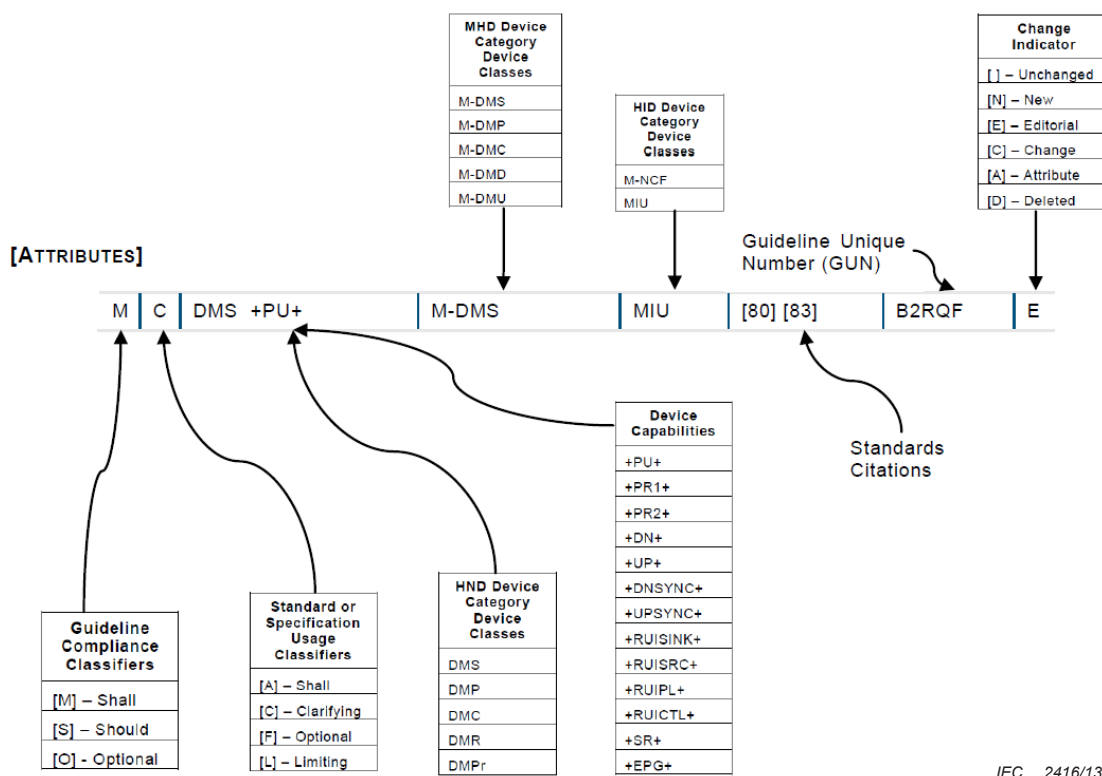 MHD Device
Category
Device
Classes
M-DMS
M-DMP
M-DMC
M-DMD
M-DMU
HID Device
Category
Device
Classes
M-NCF
MIU
Change
Indicator
[ ] – Unchanged
[N] – New
[E] – Editorial
[C] – Change
[A] – Attribute
[D] – Deleted
[ATTRIBUTES]
Guideline Unique
Number (GUN)
M C DMS +PU+ M-DMS MIU [80] [83] B2RQF E
Guideline
Compliance
Classifiers
[M] – Shall
[S] – Should
[O] - Optional
Standard or
Specification
Usage
Classifiers
[A] – Shall
[C] – Clarifying
[F] – Optional
[L] – Limiting
HND Device
Category
Device
Classes
DMS
DMP
DMC
DMR
DMPr
Device
Capabilities
+PU+
+PR1+
+PR2+
+DN+
+UP+
+DNSYNC+
+UPSYNC+
+RUISINK+
+RUISRC+
+RUIPL+
+RUICTL+
+SR+
+EPG+
Standards
Citations
IEC 2416/13